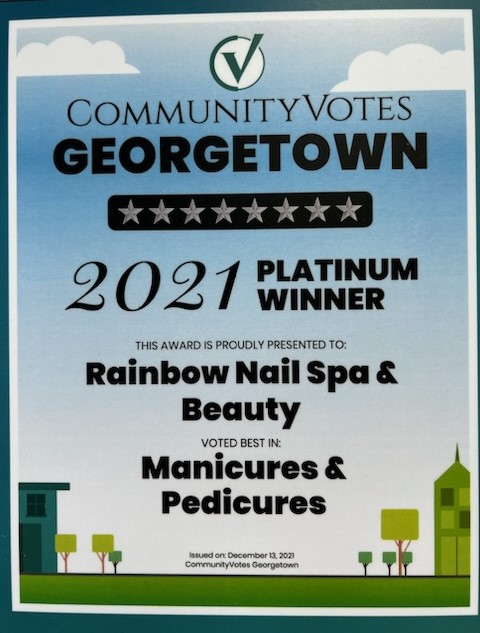 COMMUNITYVOTES
GEORGETOWN
2021 PLATINUM
WINNER
THIS AWARD IS PROUDLY PRESENTED TO:
Rainbow Nail Spa &
Beauty
VOTED BEST IN:
Manicures &
Pedicures
Issued on: December 13, 2021
CommunityVotes Georgetown